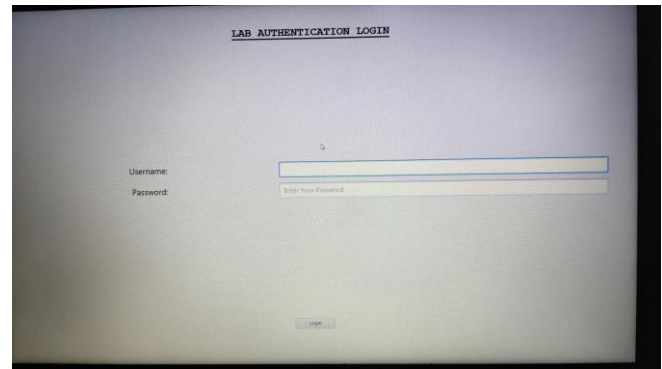 LAB AUTHENTICATION LOGIN
Username:
Password:
Enter Your Password
Login